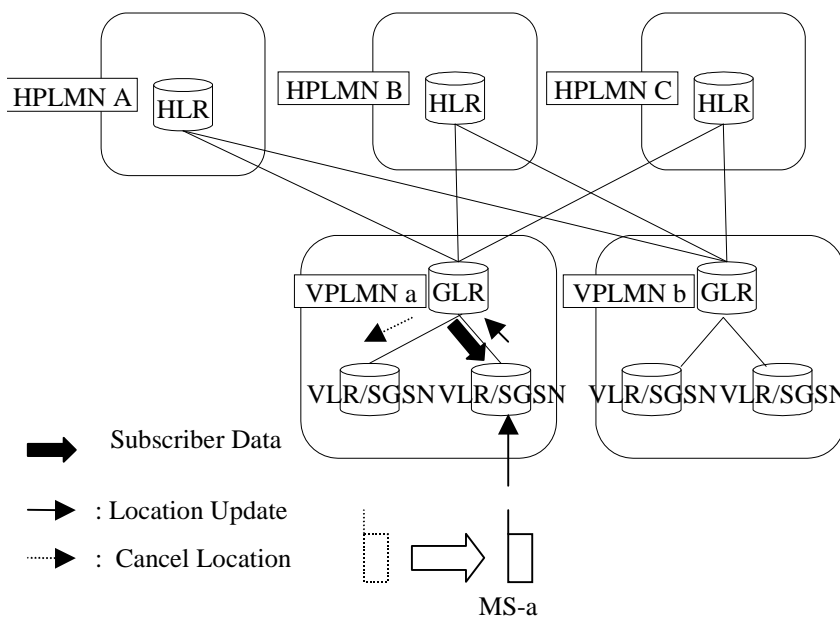 HPLMN A
HLR
HPLMN B
HLR
HPLMN C
HLR
VPLMN a
GLR
VPLMN b
GLR
VLR/SGSN
VLR/SGSN
VLR/SGSN
VLR/SGSN
Subscriber Data
: Location Update
: Cancel Location
MS-a